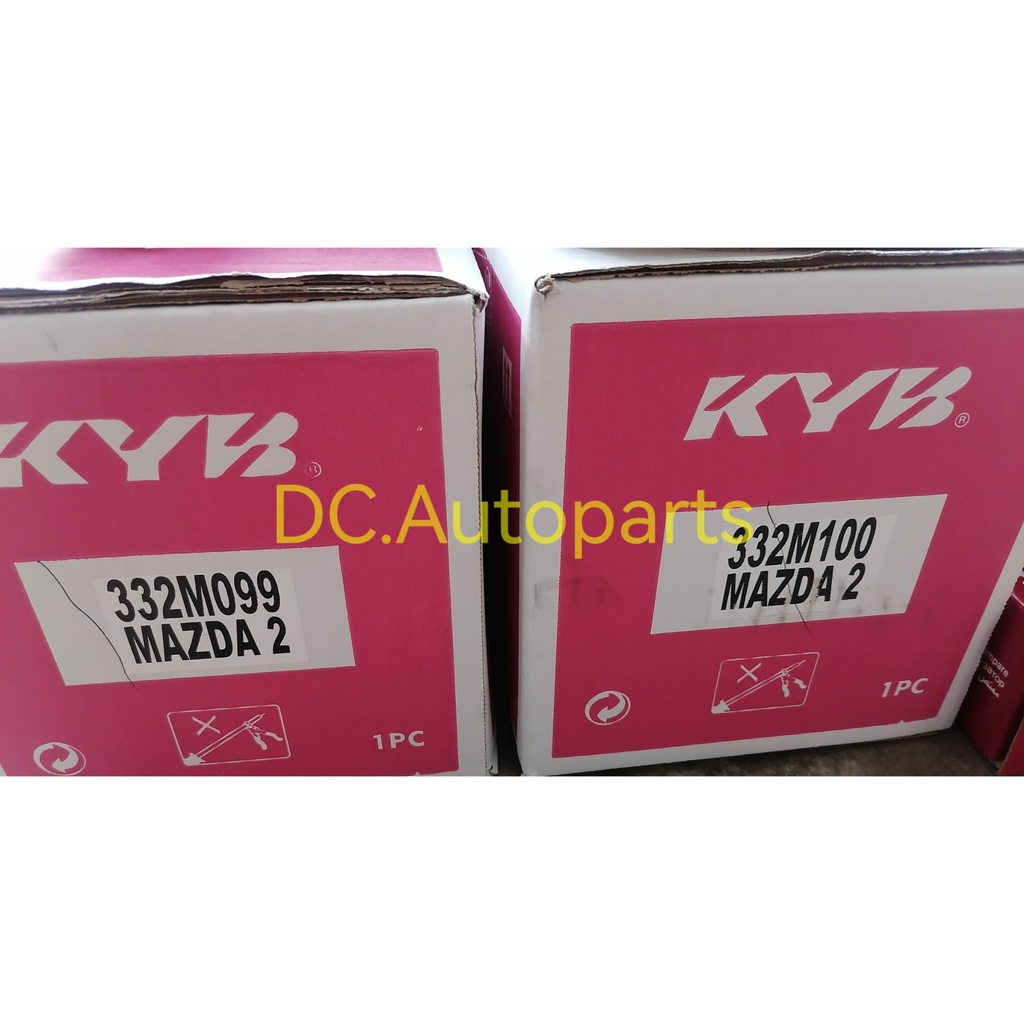 KYB®
332M099
MAZDA 2
1PC
KYB®
332M100
MAZDA 2
1PC
DC.Autoparts